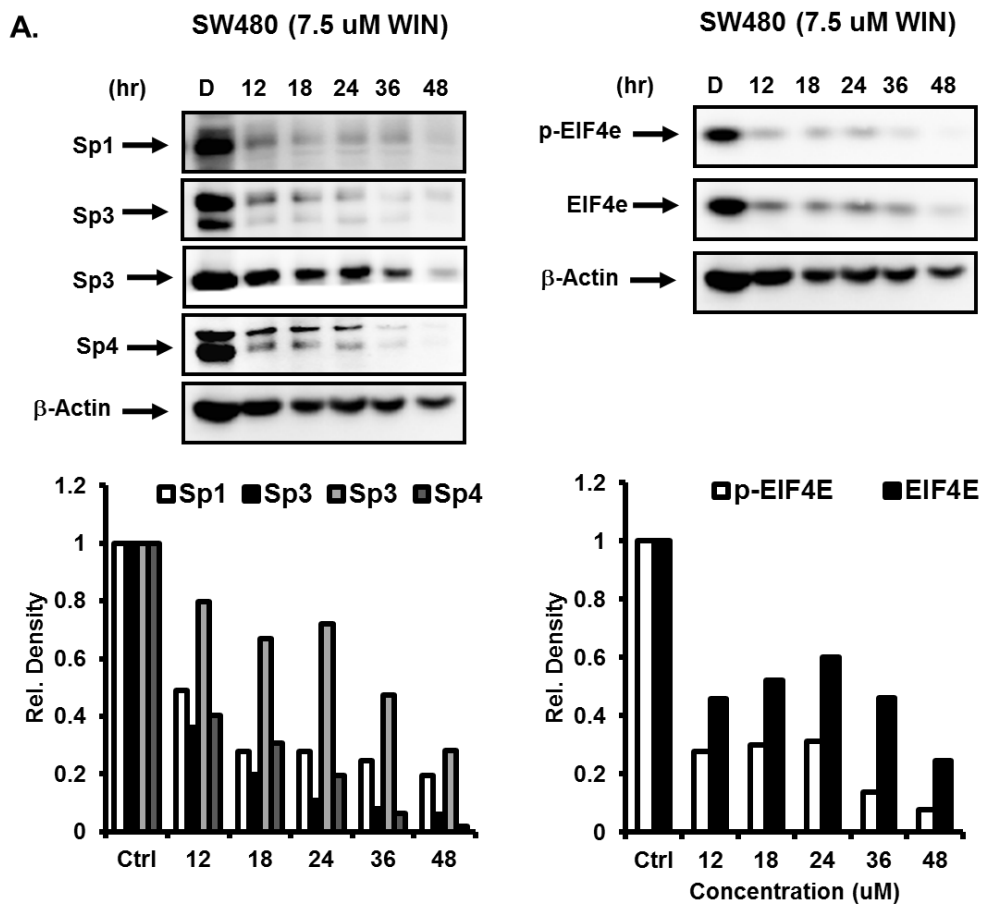 A.
SW480 (7.5 uM WIN)
(hr) D 12 18 24 36 48
Sp1
Sp3
Sp3
Sp4
β-Actin
SW480 (7.5 uM WIN)
(hr) D 12 18 24 36 48
p-EIF4e
EIF4e
β-Actin
Sp1 Sp3 Sp3 Sp4
Rel. Density
1.2
1
0.8
0.6
0.4
0.2
0
Ctrl 12 18 24 36 48
p-EIF4E EIF4E
Rel. Density
1.2
1
0.8
0.6
0.4
0.2
0
Ctrl 12 18 24 36 48
Concentration (uM)